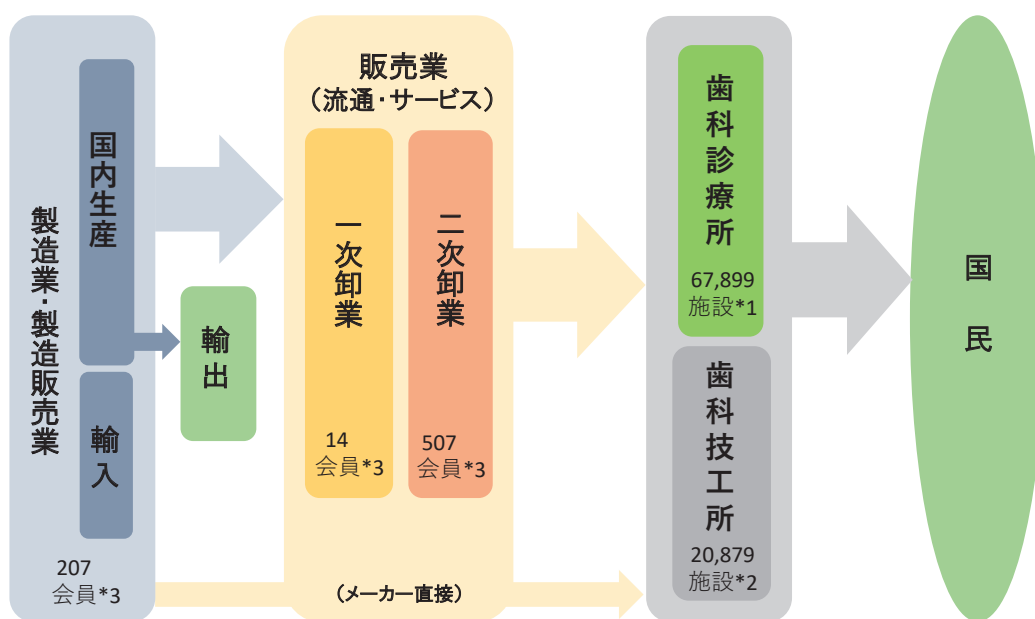 製造業・製造販売業
国内生産
輸入
207
会員*3
輸出
販売業
（流通・サービス）
一次卸業
14
会員*3
二次卸業
507
会員*3
（メーカー直接）
歯科診療所
67,899
施設*1
歯科技工所
20,879
施設*2
国民